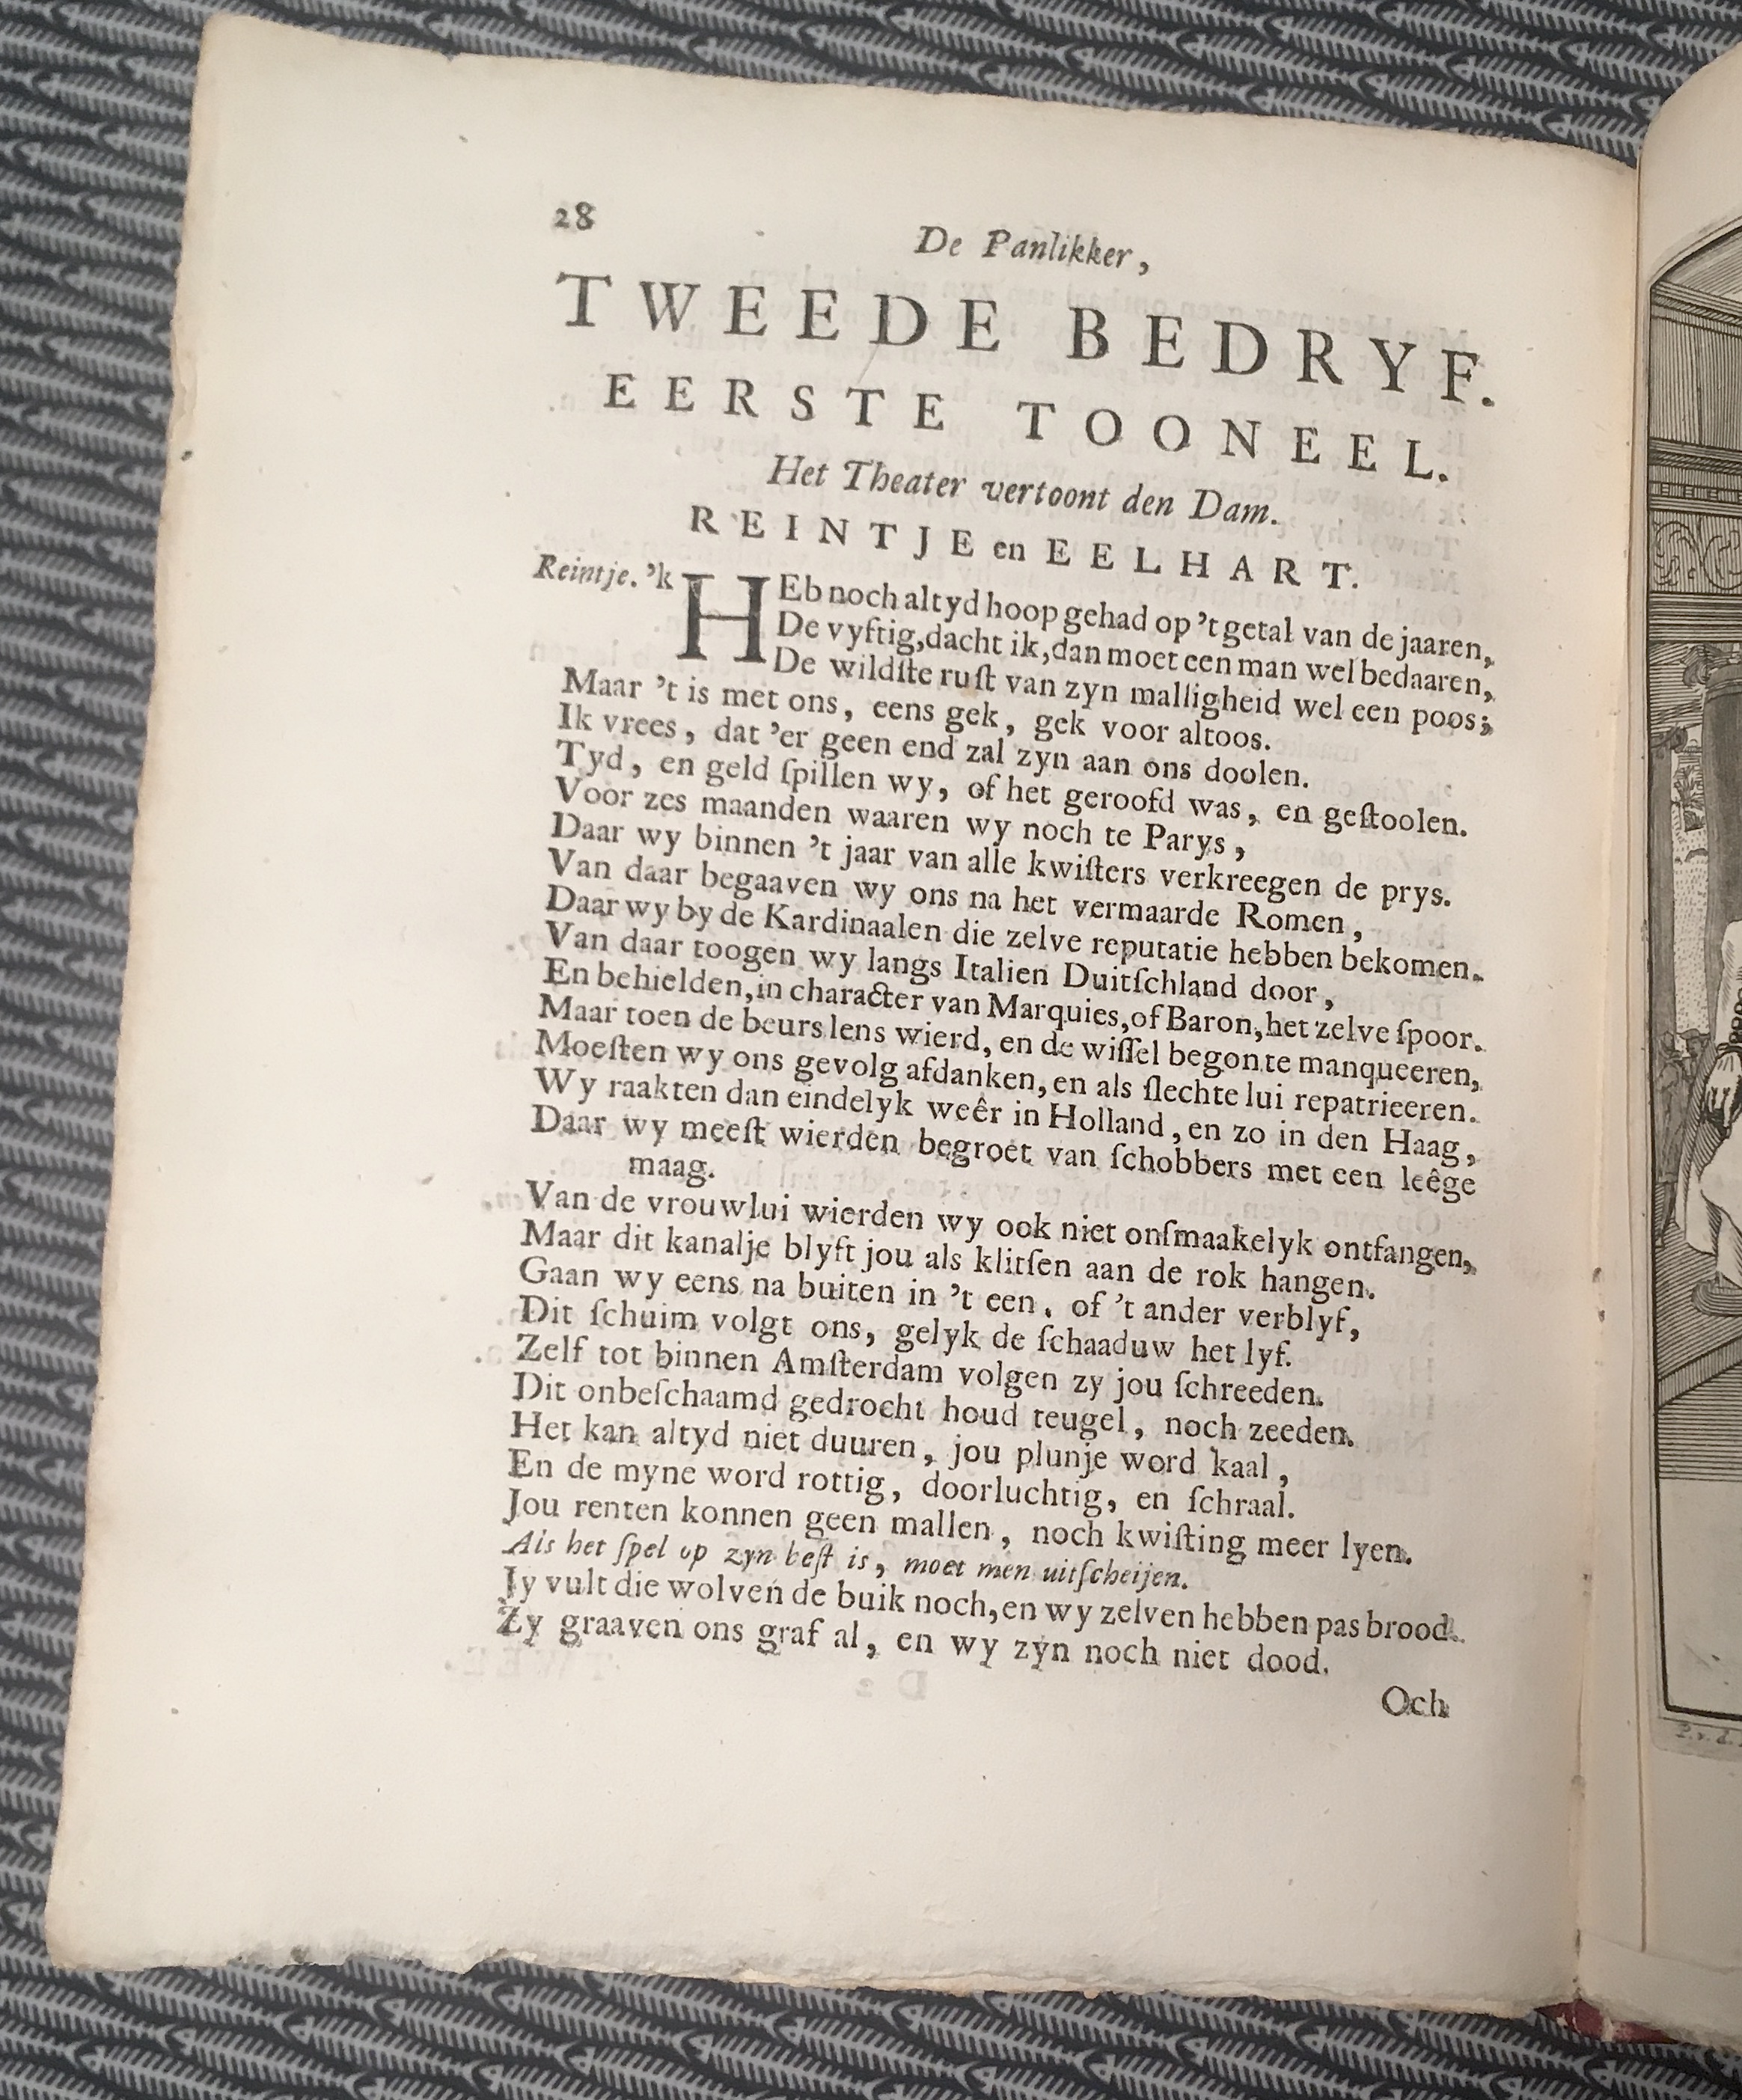 28
De Panlikker,
TWEEDE BEDRYF.
EERSTE TOONEEL.
Het Theater vertoont den Dam.
REINTJE en EELHART.
Reintje. 'k HEb noch altyd hoop gehad op 't getal van de jaaren,
De vyftig, dacht ik, dan moet een man wel bedaaren,
De wildſte ruſt van zyn malligheid wel een poos;
Maar 't is met ons, eens gek, gek voor altoos.
Ik vrees, dat 'er geen end zal zyn aan ons doolen.
Tyd, en geld ſpillen wy, of het geroofd was, en geſtoolen.
Voor zes maanden waaren wy noch te Parys,
Daar wy binnen 't jaar van alle kwiſters verkreegen de prys.
Van daar begaaven wy ons na het vermaarde Romen,
Daar wy by de Kardinaalen die zelve reputatie hebben bekomen.
Van daar toogen wy langs Italien Duitſchland door,
En behielden, in character van Marquies, of Baron, het zelve ſpoor.
Maar toen de beurs lens wierd, en de wiſſel begon te manqueeren,
Moeſten wy ons gevolg afdanken, en als ſlechte lui repatrieeren.
Wy raakten dan eindelyk weêr in Holland, en zo in den Haag,
Daar wy meeſt wierden begroet van ſchobbers met een leêge
maag.
Van de vrouwlui wierden wy ook niet onſmaakelyk ontfangen,
Maar dit kanalje blyft jou als klitſen aan de rok hangen.
Gaan wy eens na buiten in 't een, of 't ander verblyf,
Dit ſchuim volgt ons, gelyk de ſchaaduw het lyf.
Zelf tot binnen Amſterdam volgen zy jou ſchreeden.
Dit onbeſchaamd gedrocht houd teugel, noch zeeden.
Het kan altyd niet duuren, jou plunje word kaal,
En de myne word rottig, doorluchtig, en ſchraal.
Jou renten konnen geen mallen, noch kwiſting meer lyen.
Als het ſpel op zyn beſt is, moet men uitſcheijen.
Jy vult die wolven de buik noch, en wy zelven hebben pas brood.
Zy graaven ons graf al, en wy zyn noch niet dood.
Och